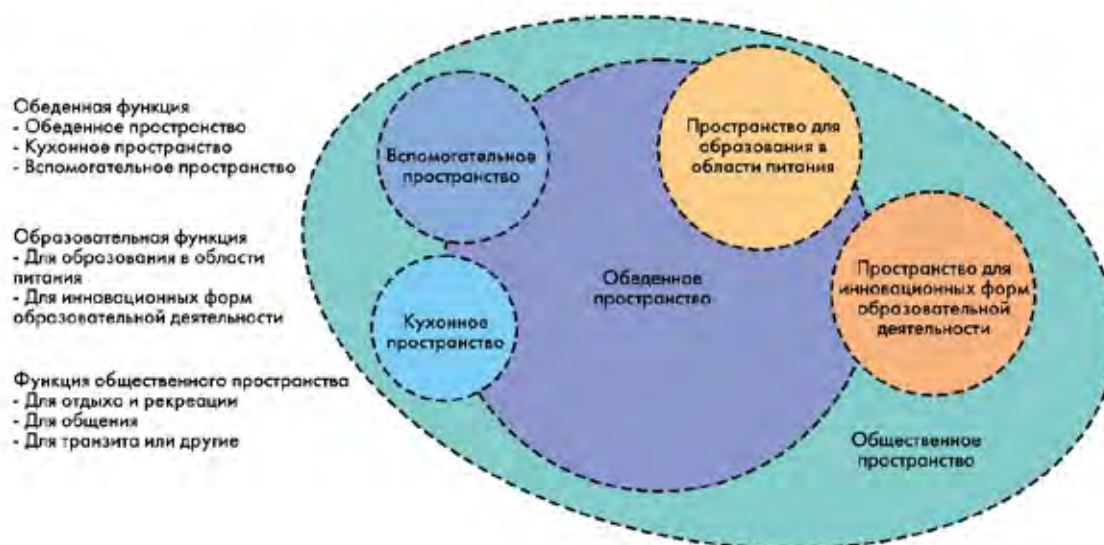 Обеденная функция
- Обеденное пространство
- Кухонное пространство
- Вспомогательное пространство
Образовательная функция
- Для образования в области
питания
- Для инновационных форм
образовательной деятельности
Функция общественного пространства
- Для отдыха и рекреации
- Для общения
- Для транзита или другие
Вспомогательное
пространство
Пространство для
образования в
области питания
Обеденное
пространство
Пространство для
инновационных форм
образовательной
деятельности
Кухонное
пространство
Общественное
пространство